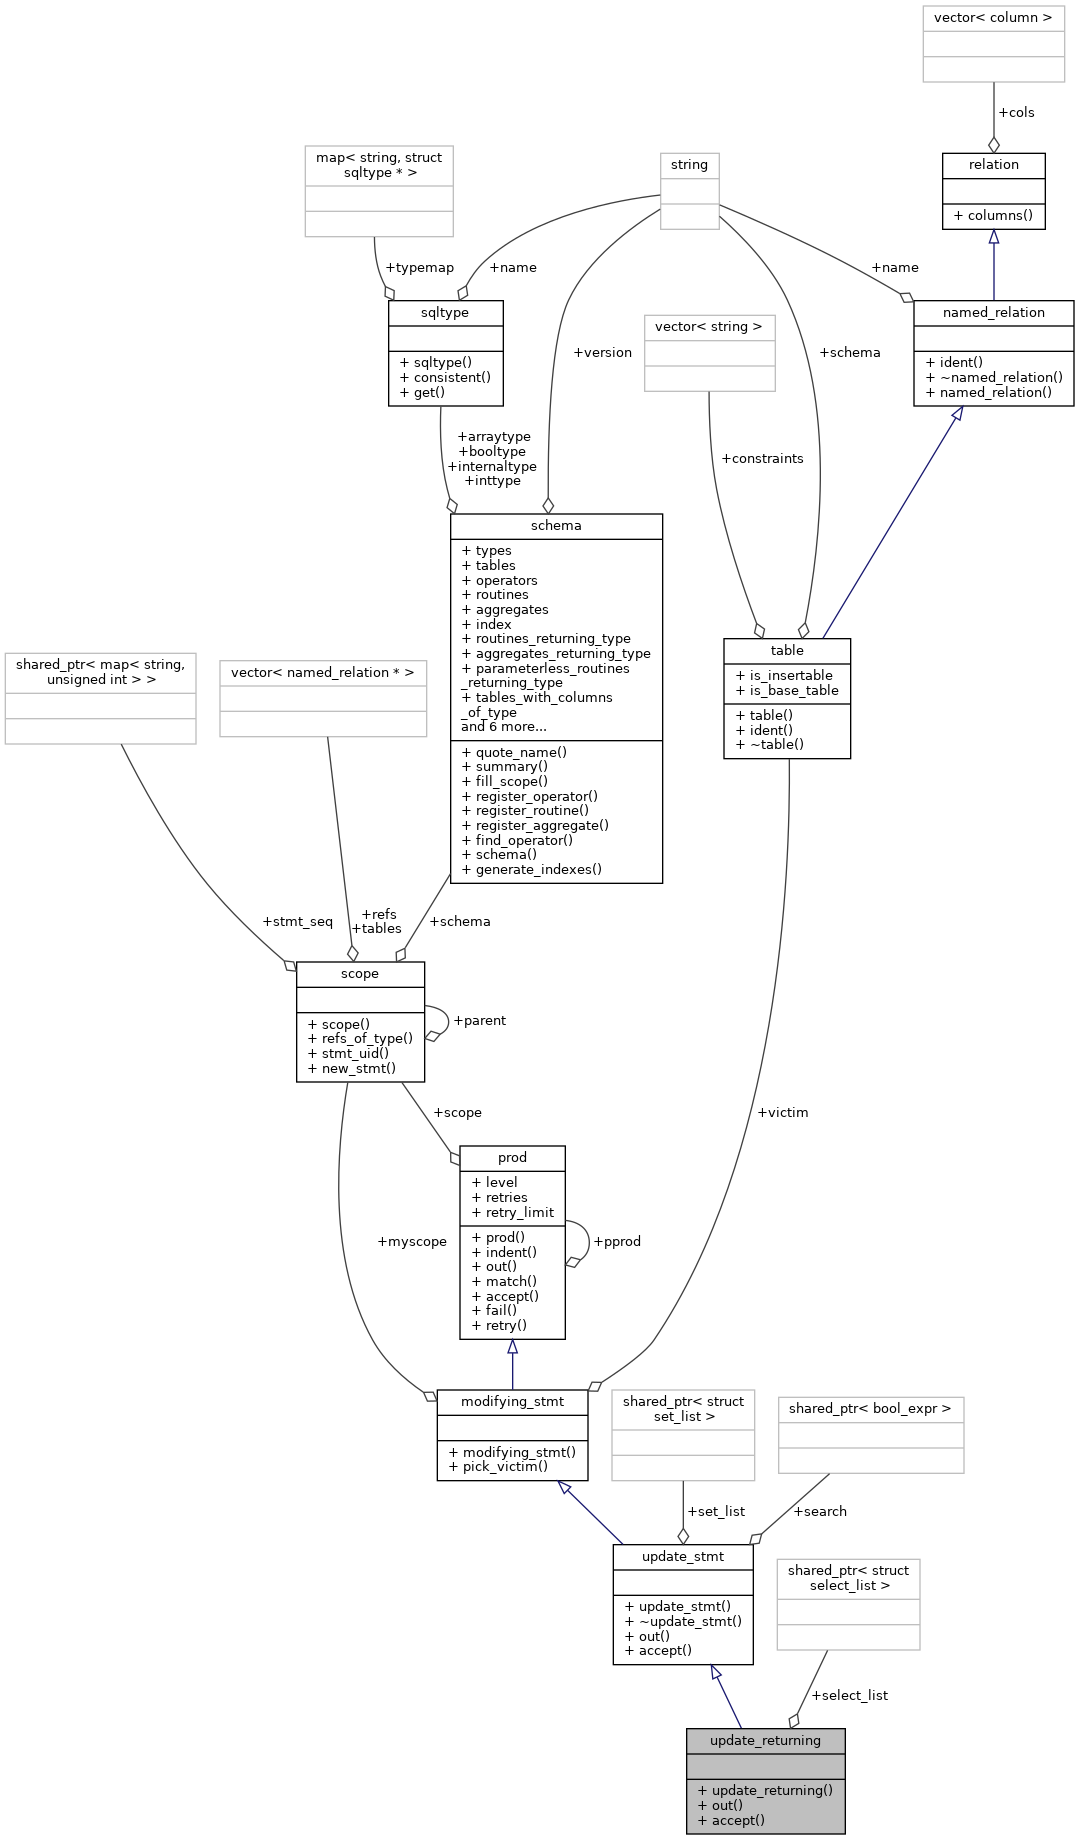 vector< column >
+cols
map< string, struct
sqltype * >
string
relation
+ columns()
+typemap
+name
+name
sqltype
+ sqltype()
+ consistent()
+ get()
vector< string >
+version
+schema
named_relation
+ ident()
+ ~named_relation()
+ named_relation()
+arraytype
+booltype
+internaltype
+inttype
+constraints
schema
+ types
+ tables
+ operators
+ routines
+ aggregates
+ index
+ routines_returning_type
+ aggregates_returning_type
+ parameterless_routines
_returning_type
+ tables_with_columns
_of_type
and 6 more...
+ quote_name()
+ summary()
+ fill_scope()
+ register_operator()
+ register_routine()
+ register_aggregate()
+ find_operator()
+ schema()
+ generate_indexes()
table
+ is_insertable
+ is_base_table
+ table()
+ ident()
+ ~table()
shared_ptr< map< string,
unsigned int > >
vector< named_relation * >
+stmt_seq
+refs
+tables
+schema
scope
+ scope()
+ refs_of_type()
+ stmt_uid()
+ new_stmt()
+parent
+scope
+victim
prod
+ level
+ retries
+ retry_limit
+ prod()
+ indent()
+ out()
+ match()
+ accept()
+ fail()
+ retry()
+pprod
+myscope
modifying_stmt
+ modifying_stmt()
+ pick_victim()
shared_ptr< struct
set_list >
shared_ptr< bool_expr >
+set_list
+search
update_stmt
+ update_stmt()
+ ~update_stmt()
+ out()
+ accept()
shared_ptr< struct
select_list >
+select_list
update_returning
+ update_returning()
+ out()
+ accept()